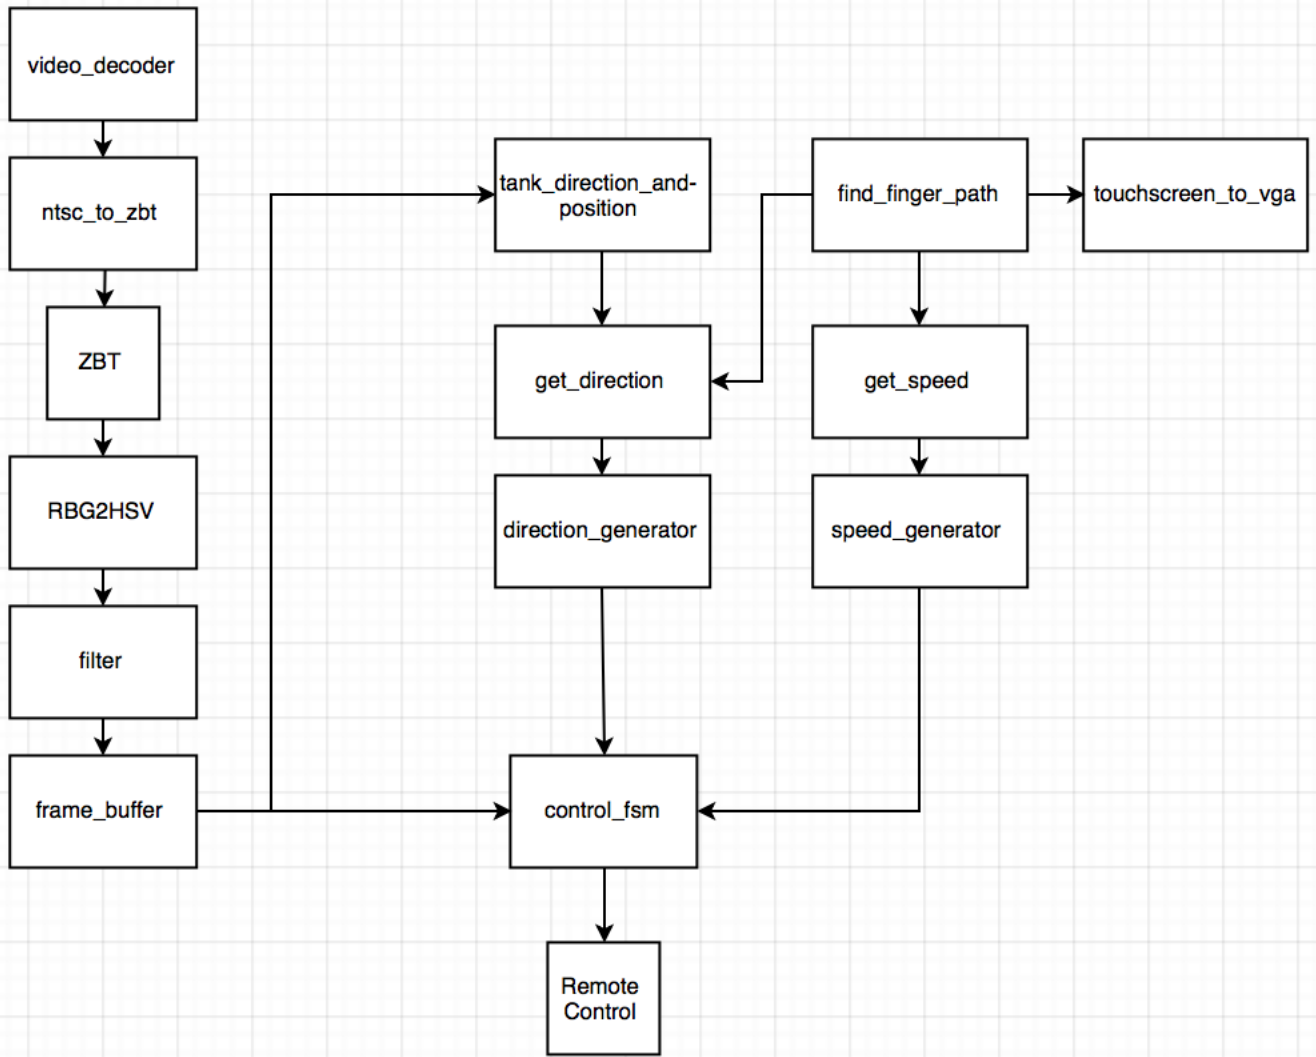 video_decoder
ntsc_to_zbt
ZBT
RBG2HSV
filter
frame_buffer
tank_direction_and-
position
get_direction
direction_generator
control_fsm
Remote
Control
find_finger_path
get_speed
speed_generator
touchscreen_to_vga